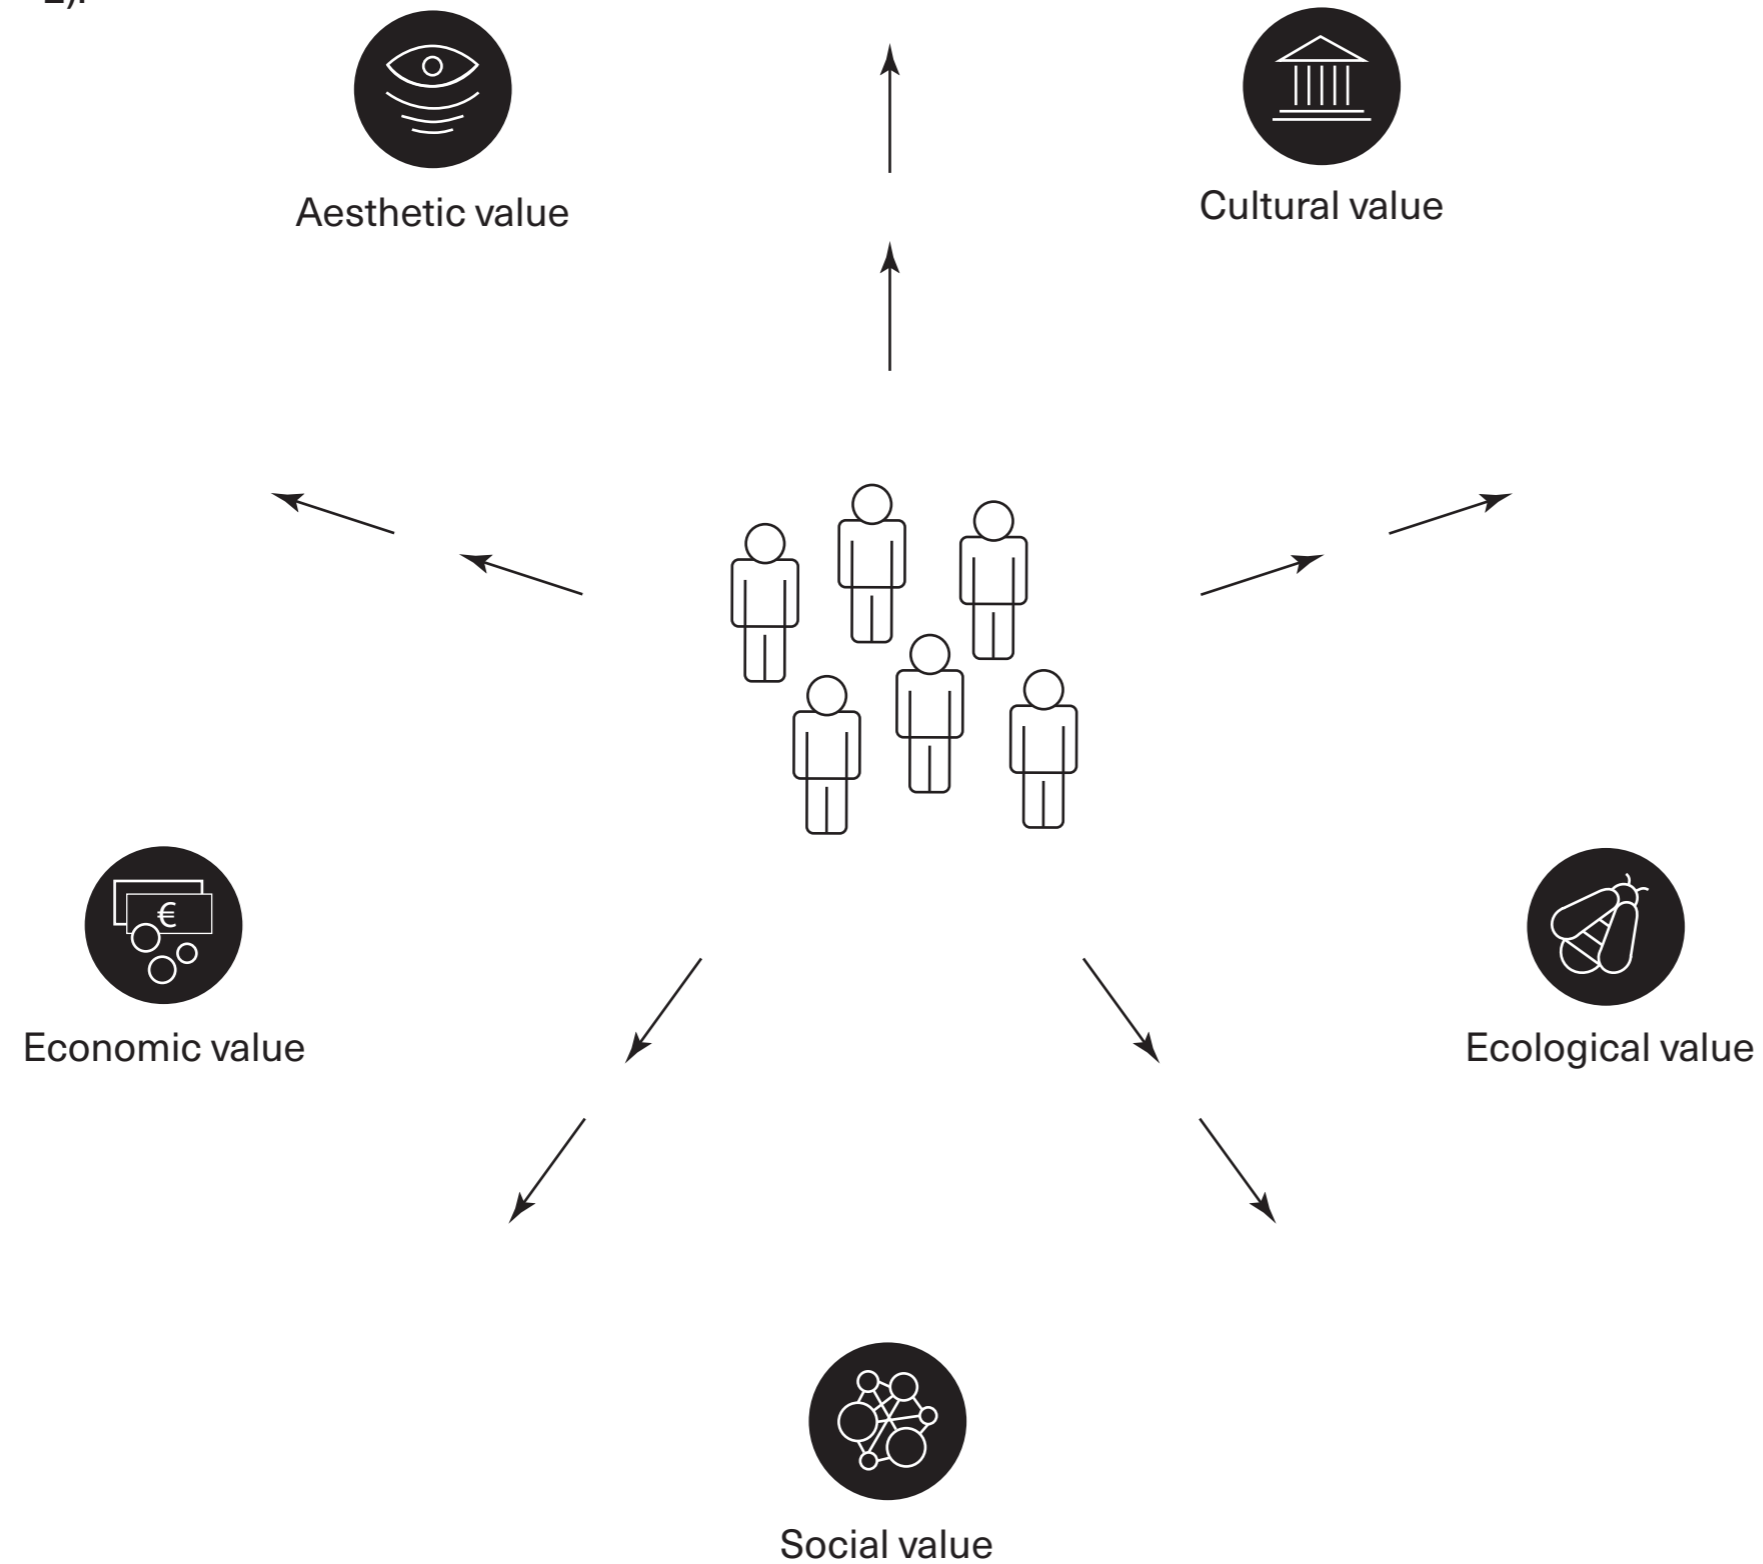 Aesthetic value
Cultural value
€
Economic value
Ecological value
Social value